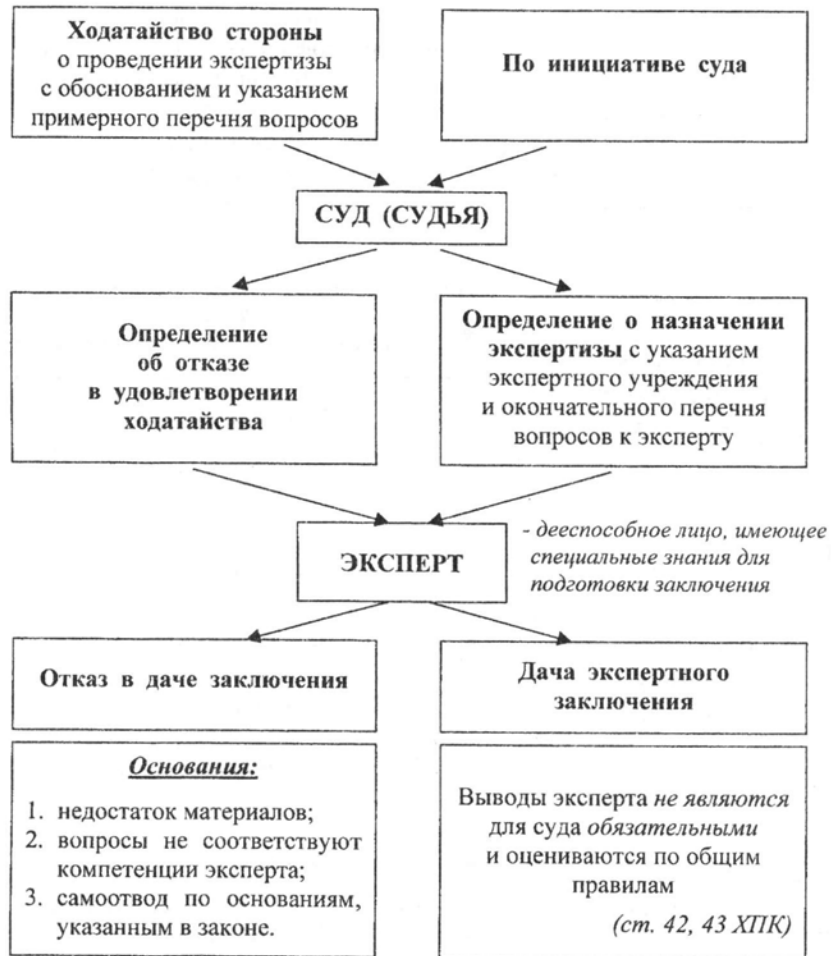 Ходатайство стороны
о проведении экспертизы
с обоснованием и указанием
примерного перечня вопросов
По инициативе суда
СУД (СУДЬЯ)
Определение
об отказе
в удовлетворении
ходатайства
Определение о назначении
экспертизы с указанием
экспертного учреждения
и окончательного перечня
вопросов к эксперту
ЭКСПЕРТ
- дееспособное лицо, имеющее
специальные знания для
подготовки заключения
Отказ в даче заключения
Дача экспертного
заключения
Основания:
1. недостаток материалов;
2. вопросы не соответствуют
компетенции эксперта;
3. самоотвод по основаниям,
указанным в законе.
Выводы эксперта не являются
для суда обязательными
и оцениваются по общим
правилам
(ст. 42, 43 ХПК)